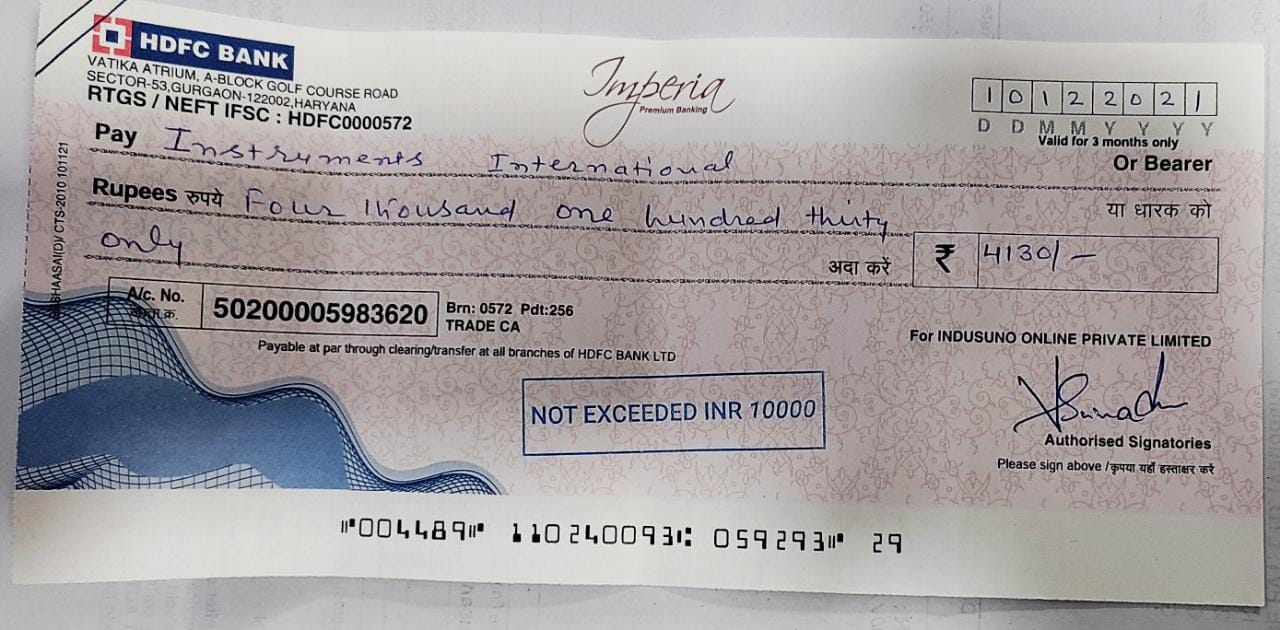 HDFC BANK
VATIKA ATRIUM, A-BLOCK GOLF COURSE ROAD
SECTOR-53,GURGAON-122002,HARYANA
RTGS / NEFT IFSC : HDFC0000572
Imperia
Premium Banking
1 0 1 2 2 0 2 1
D D M M Y Y Y Y
Valid for 3 months only
Pay Instruments International
Or Bearer
Rupees रुपये Four thousand one hundred thirty
या धारक को
only
अदा करें ₹ 4130/-
A/c. No.
50200005983620
Brn: 0572 Pdt:256
TRADE CA
Payable at par through clearing/transfer at all branches of HDFC BANK LTD
For INDUSUNO ONLINE PRIVATE LIMITED
NOT EXCEEDED INR 10000
Authorised Signatories
Please sign above /कृपया यहाँ हस्ताक्षर करें
CTS-2010 101121
⑈004489⑈ 110240093⑆ 059293⑈ 29